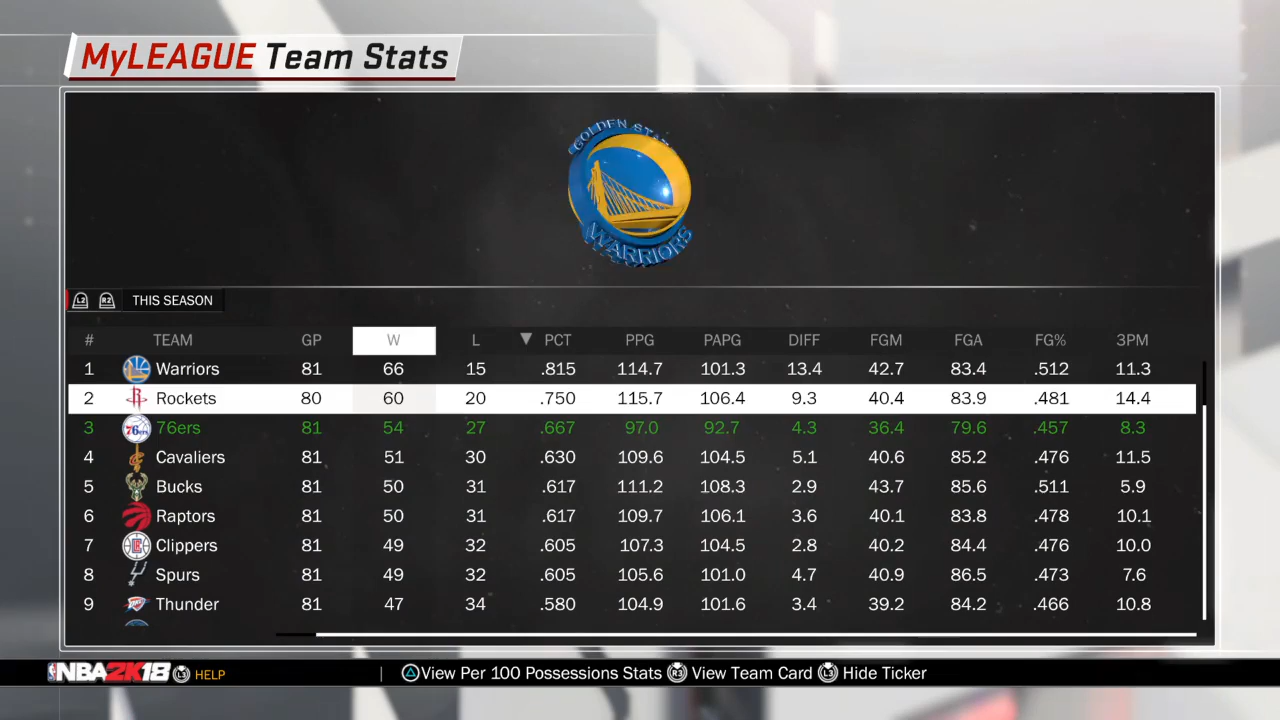 MyLEAGUE Team Stats
GOLDEN STATE
WARRIORS
L2 R2 THIS SEASON
# TEAM GP W L ▼ PCT PPG PAPG DIFF FGM FGA FG% 3PM
1 Warriors 81 66 15 .815 114.7 101.3 13.4 42.7 83.4 .512 11.3
2 Rockets 80 60 20 .750 115.7 106.4 9.3 40.4 83.9 .481 14.4
3 76ers 81 54 27 .667 97.0 92.7 4.3 36.4 79.6 .457 8.3
4 Cavaliers 81 51 30 .630 109.6 104.5 5.1 40.6 85.2 .476 11.5
5 Bucks 81 50 31 .617 111.2 108.3 2.9 43.7 85.6 .511 5.9
6 Raptors 81 50 31 .617 109.7 106.1 3.6 40.1 83.8 .478 10.1
7 Clippers 81 49 32 .605 107.3 104.5 2.8 40.2 84.4 .476 10.0
8 Spurs 81 49 32 .605 105.6 101.0 4.7 40.9 86.5 .473 7.6
9 Thunder 81 47 34 .580 104.9 101.6 3.4 39.2 84.2 .466 10.8
NBA2K18 L3 HELP | View Per 100 Possessions Stats R3 View Team Card L3 Hide Ticker